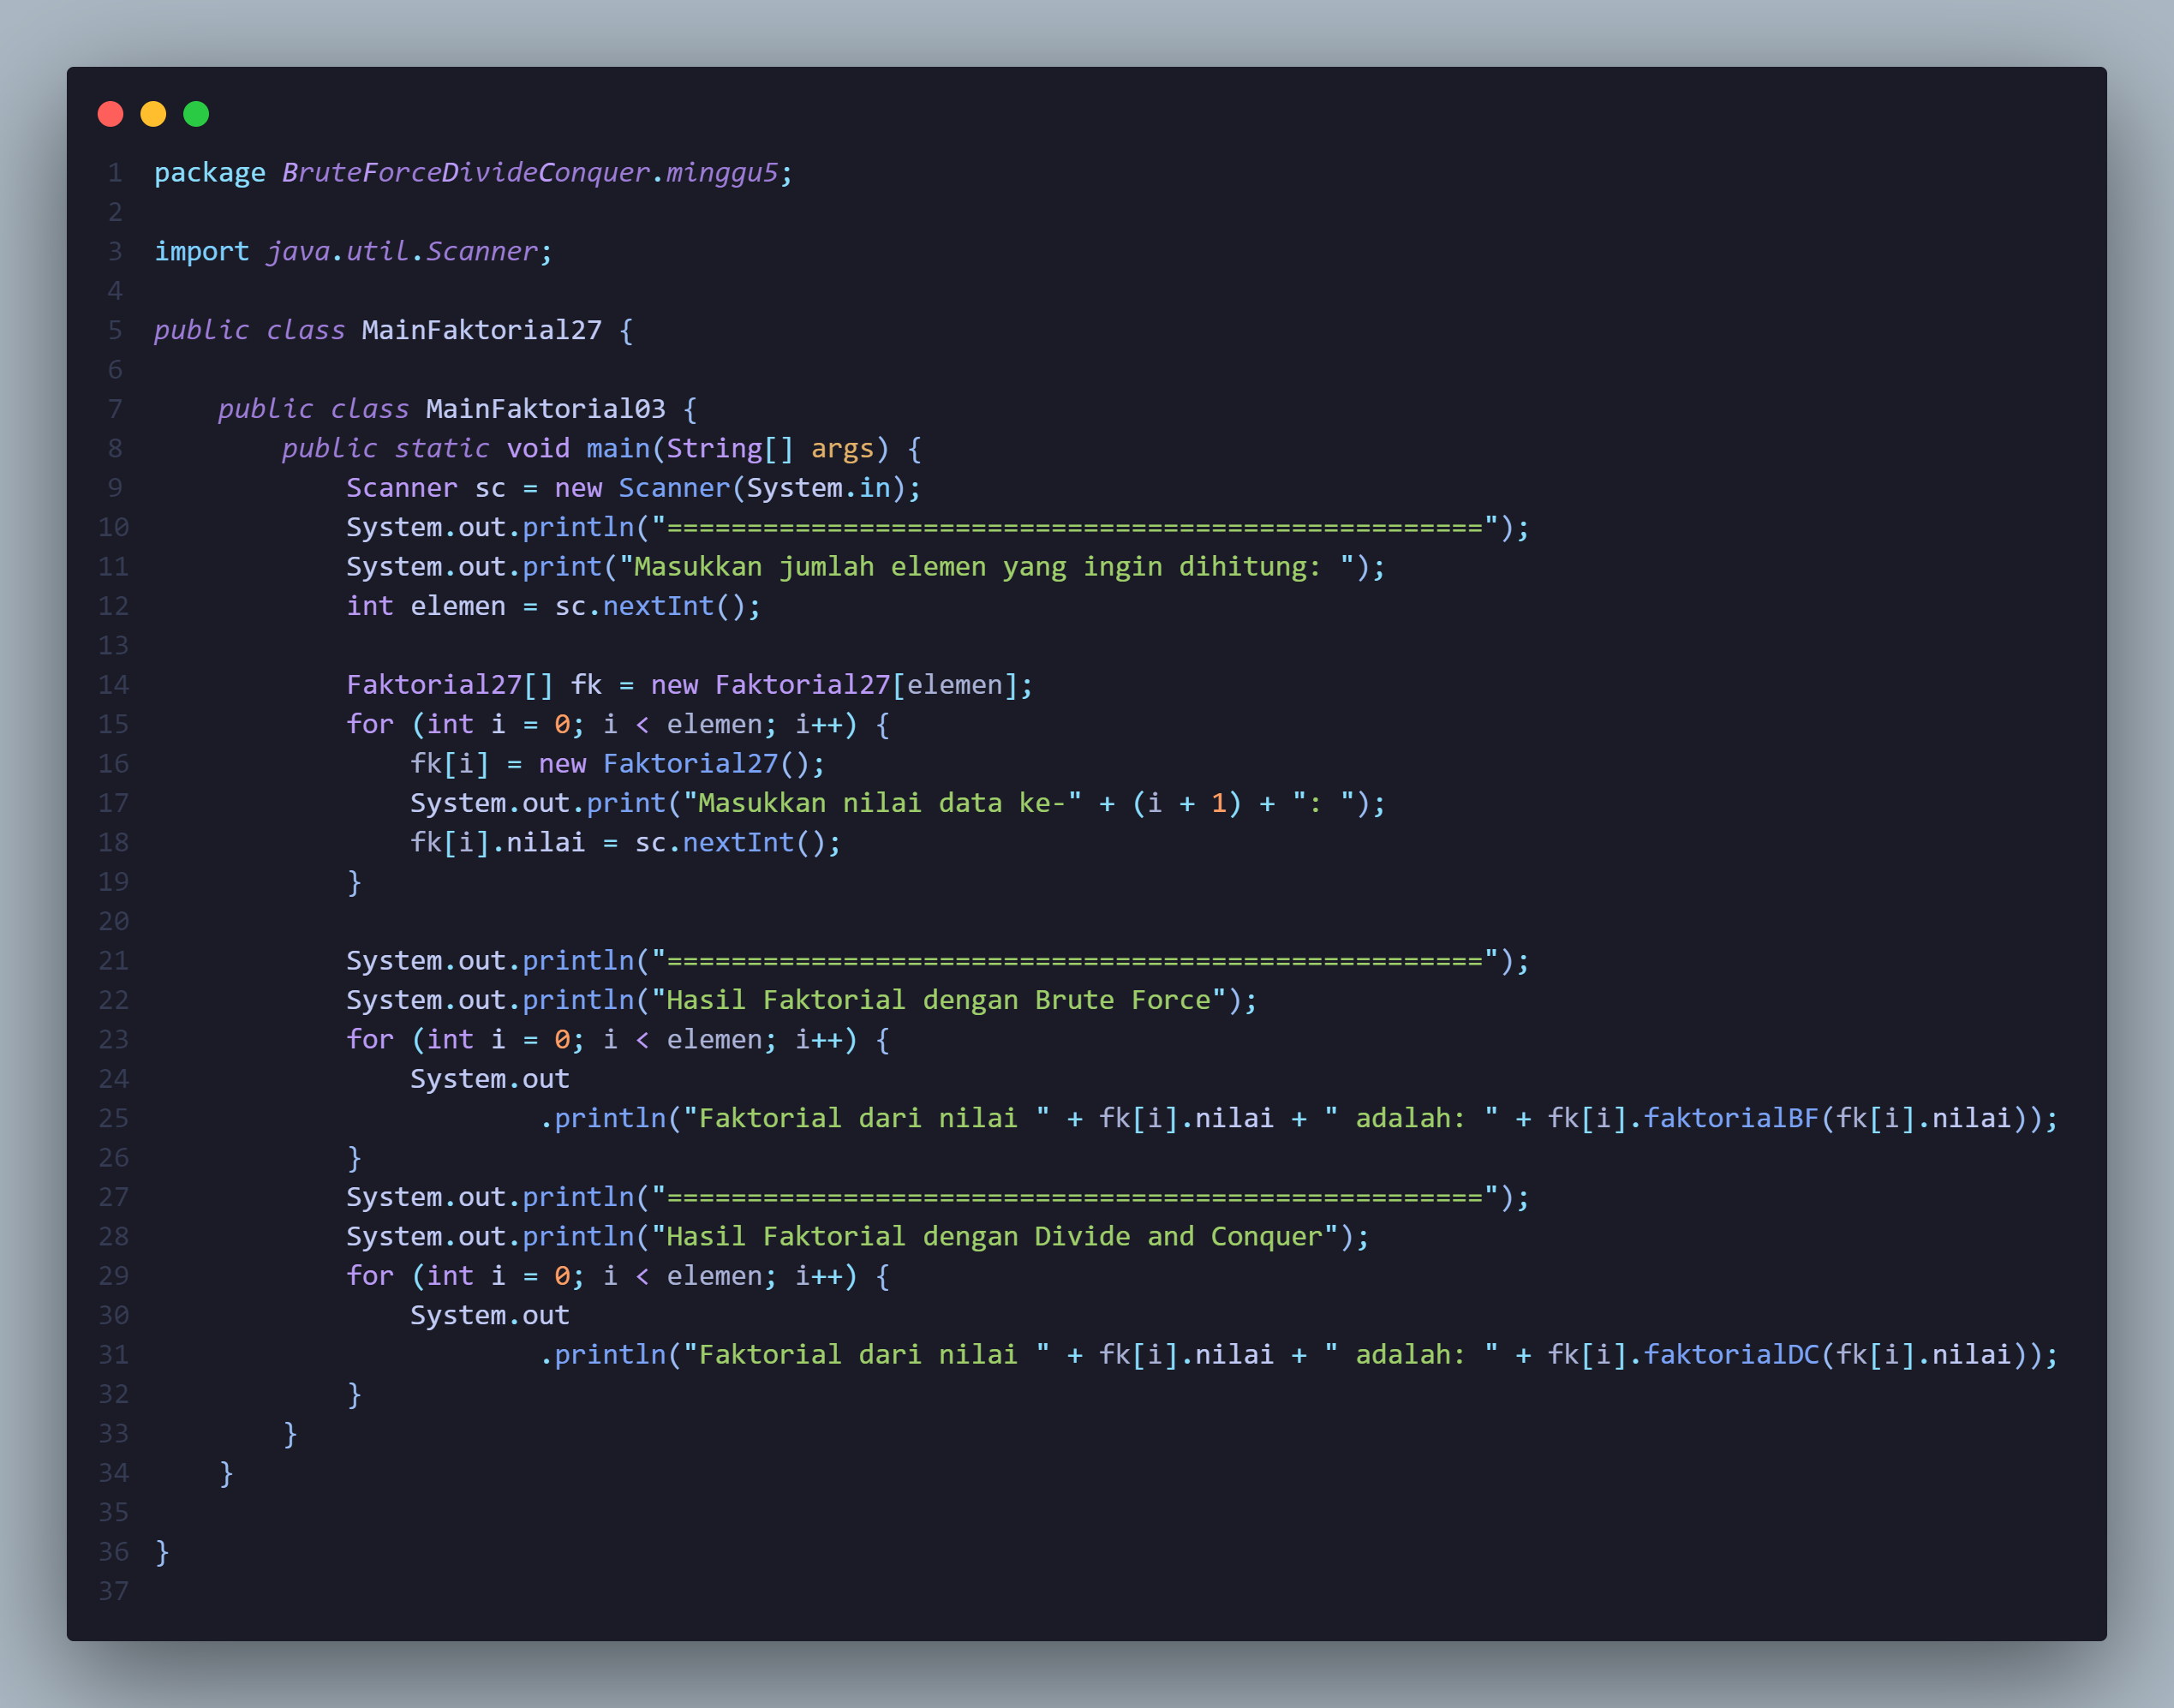 1 package BruteForceDivideConquer.minggu5;
2
3 import java.util.Scanner;
4
5 public class MainFaktorial27 {
6
7     public class MainFaktorial03 {
8         public static void main(String[] args) {
9             Scanner sc = new Scanner(System.in);
10             System.out.println("===================================================");
11             System.out.print("Masukkan jumlah elemen yang ingin dihitung: ");
12             int elemen = sc.nextInt();
13
14             Faktorial27[] fk = new Faktorial27[elemen];
15             for (int i = 0; i < elemen; i++) {
16                 fk[i] = new Faktorial27();
17                 System.out.print("Masukkan nilai data ke-" + (i + 1) + ": ");
18                 fk[i].nilai = sc.nextInt();
19             }
20
21             System.out.println("===================================================");
22             System.out.println("Hasil Faktorial dengan Brute Force");
23             for (int i = 0; i < elemen; i++) {
24                 System.out
25                         .println("Faktorial dari nilai " + fk[i].nilai + " adalah: " + fk[i].faktorialBF(fk[i].nilai));
26             }
27             System.out.println("===================================================");
28             System.out.println("Hasil Faktorial dengan Divide and Conquer");
29             for (int i = 0; i < elemen; i++) {
30                 System.out
31                         .println("Faktorial dari nilai " + fk[i].nilai + " adalah: " + fk[i].faktorialDC(fk[i].nilai));
32             }
33         }
34     }
35
36 }
37